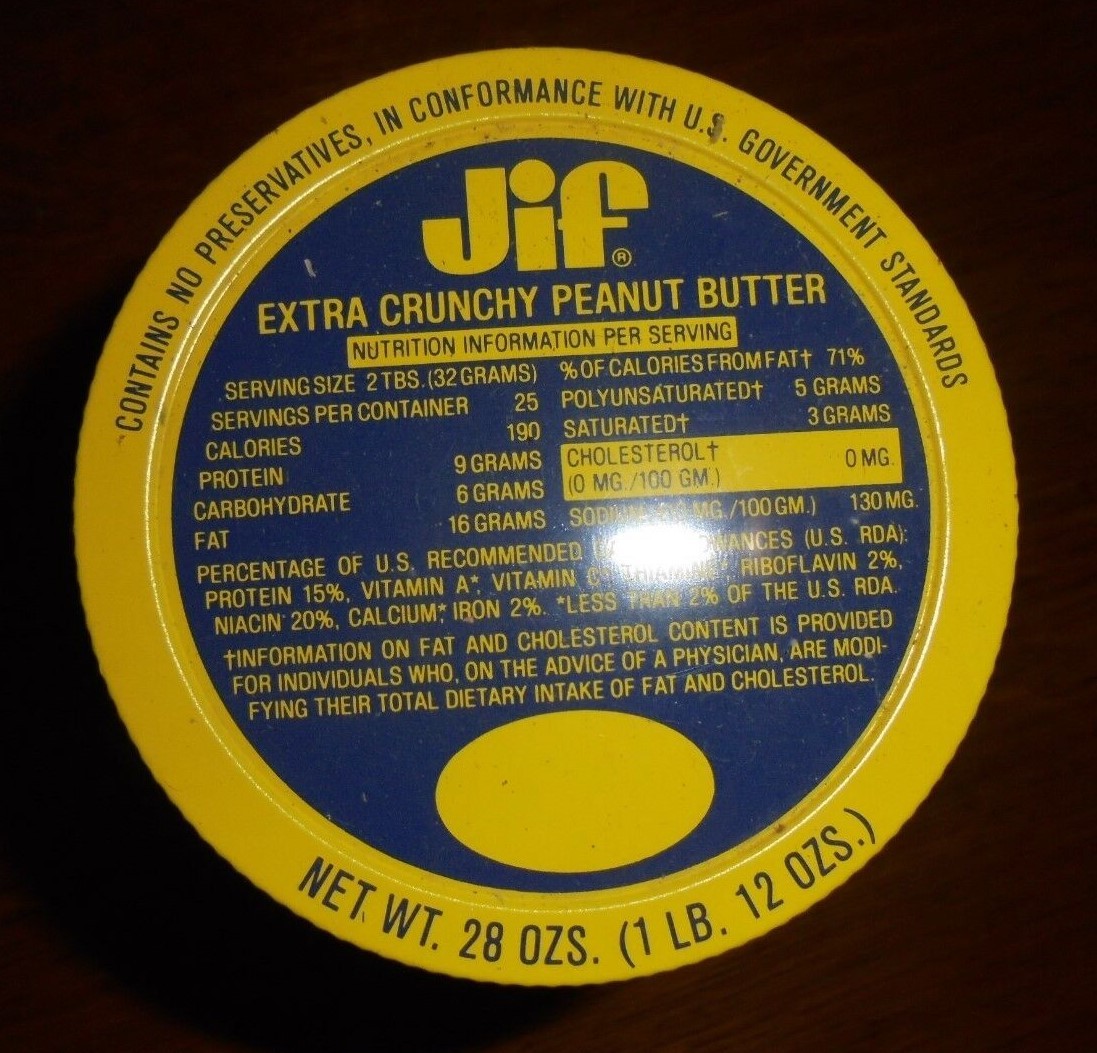 CONTAINS NO PRESERVATIVES, IN CONFORMANCE WITH U.S. GOVERNMENT STANDARDS
Jif®
EXTRA CRUNCHY PEANUT BUTTER
NUTRITION INFORMATION PER SERVING
SERVING SIZE 2 TBS. (32 GRAMS)
SERVINGS PER CONTAINER 25
CALORIES 190
PROTEIN 9 GRAMS
CARBOHYDRATE 6 GRAMS
FAT 16 GRAMS
% OF CALORIES FROM FAT† 71%
POLYUNSATURATED† 5 GRAMS
SATURATED† 3 GRAMS
CHOLESTEROL† 0 MG.
(0 MG./100 GM.)
SODIUM MG./100 GM.) 130 MG.
PERCENTAGE OF U.S. RECOMMENDED (U.S. RDA):
PROTEIN 15%, VITAMIN A*, VITAMIN C*, THIAMINE*, RIBOFLAVIN 2%,
NIACIN 20%, CALCIUM*, IRON 2%. *LESS THAN 2% OF THE U.S. RDA.
†INFORMATION ON FAT AND CHOLESTEROL CONTENT IS PROVIDED
FOR INDIVIDUALS WHO, ON THE ADVICE OF A PHYSICIAN, ARE MODI-
FYING THEIR TOTAL DIETARY INTAKE OF FAT AND CHOLESTEROL.
NET WT. 28 OZS. (1 LB. 12 OZS.)